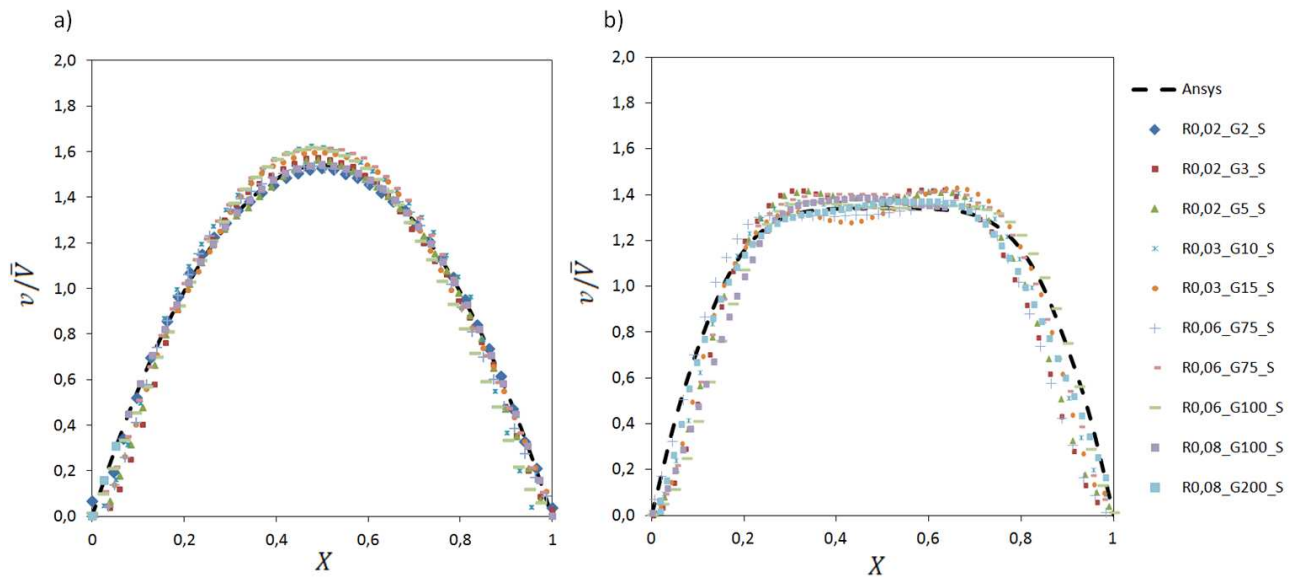 a)
2,0
1,8
1,6
1,4
1,2
1,0
0,8
0,6
0,4
0,2
0,0
v/V̄
0 0,2 0,4 0,6 0,8 1
X
b)
2,0
1,8
1,6
1,4
1,2
1,0
0,8
0,6
0,4
0,2
0,0
v/V̄
0 0,2 0,4 0,6 0,8 1
X
Ansys
R0,02_G2_S
R0,02_G3_S
R0,02_G5_S
R0,03_G10_S
R0,03_G15_S
R0,06_G75_S
R0,06_G75_S
R0,06_G100_S
R0,08_G100_S
R0,08_G200_S